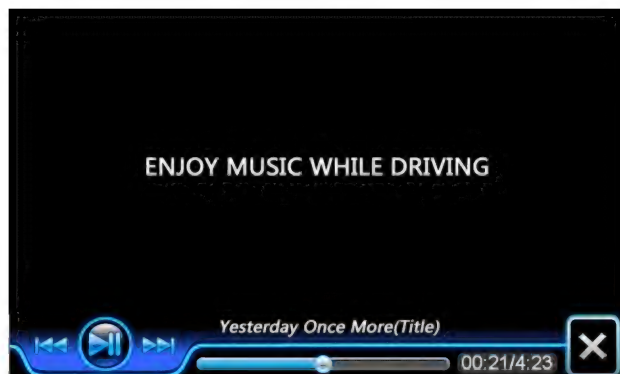 ENJOY MUSIC WHILE DRIVING
Yesterday Once More(Title)
00:21/4:23